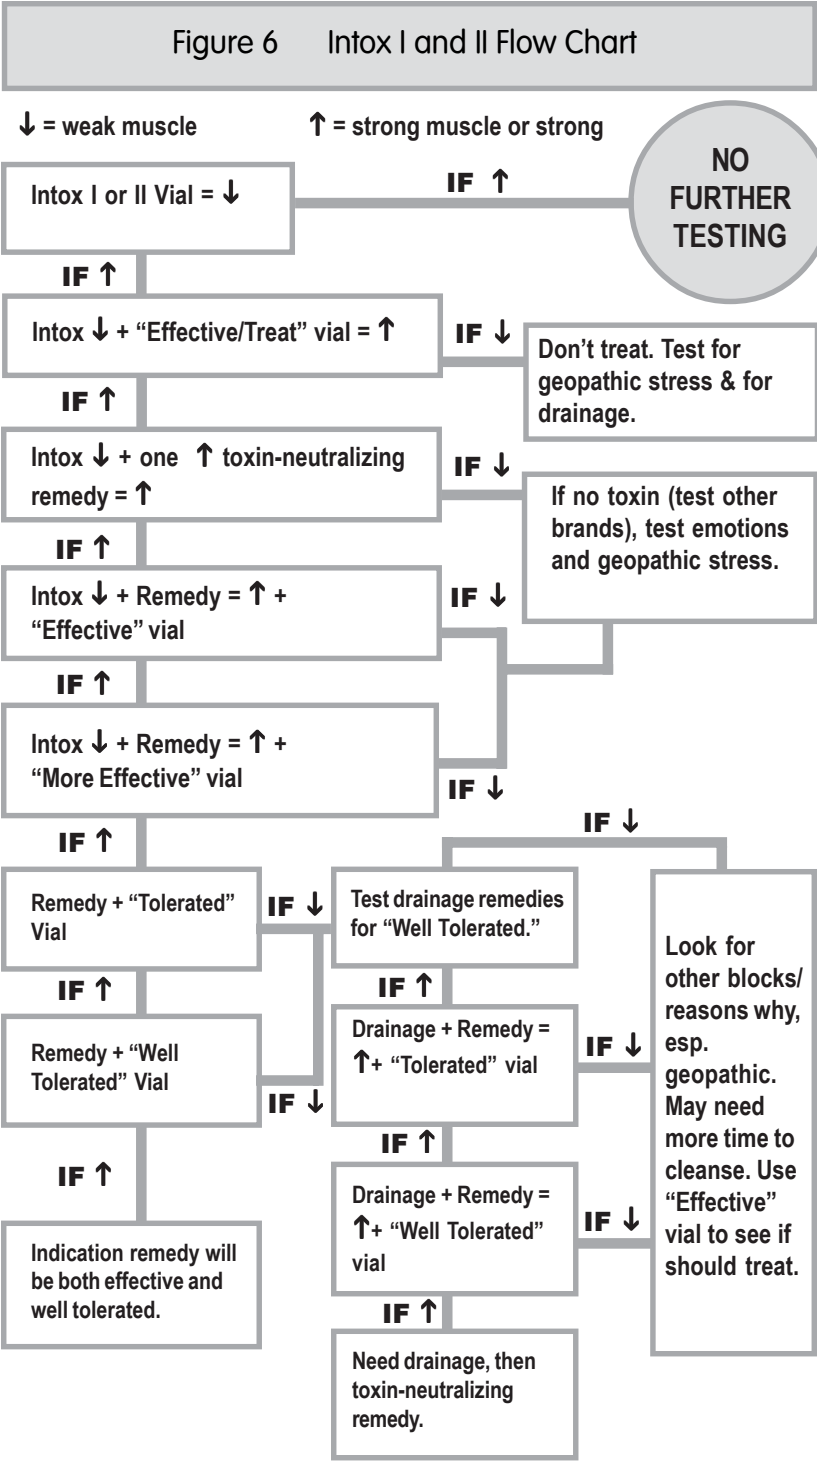 Figure 6 Intox I and II Flow Chart
↓ = weak muscle ↑ = strong muscle or strong
Intox I or II Vial = ↓
IF ↑
NO
FURTHER
TESTING
IF ↑
Intox ↓ + “Effective/Treat” vial = ↑
IF ↓
Don’t treat. Test for
geopathic stress & for
drainage.
IF ↑
Intox ↓ + one ↑ toxin-neutralizing
remedy = ↑
IF ↓
If no toxin (test other
brands), test emotions
and geopathic stress.
IF ↑
Intox ↓ + Remedy = ↑ +
“Effective” vial
IF ↓
IF ↑
Intox ↓ + Remedy = ↑ +
“More Effective” vial
IF ↓
IF ↑
IF ↓
Remedy + “Tolerated”
Vial
IF ↓
Test drainage remedies
for “Well Tolerated.”
Look for
other blocks/
reasons why,
esp.
geopathic.
May need
more time to
cleanse. Use
“Effective”
vial to see if
should treat.
IF ↑
Remedy + “Well
Tolerated” Vial
IF ↓
IF ↑
Drainage + Remedy =
↑+ “Tolerated” vial
IF ↓
IF ↑
Indication remedy will
be both effective and
well tolerated.
IF ↑
Drainage + Remedy =
↑+ “Well Tolerated”
vial
IF ↓
IF ↑
Need drainage, then
toxin-neutralizing
remedy.